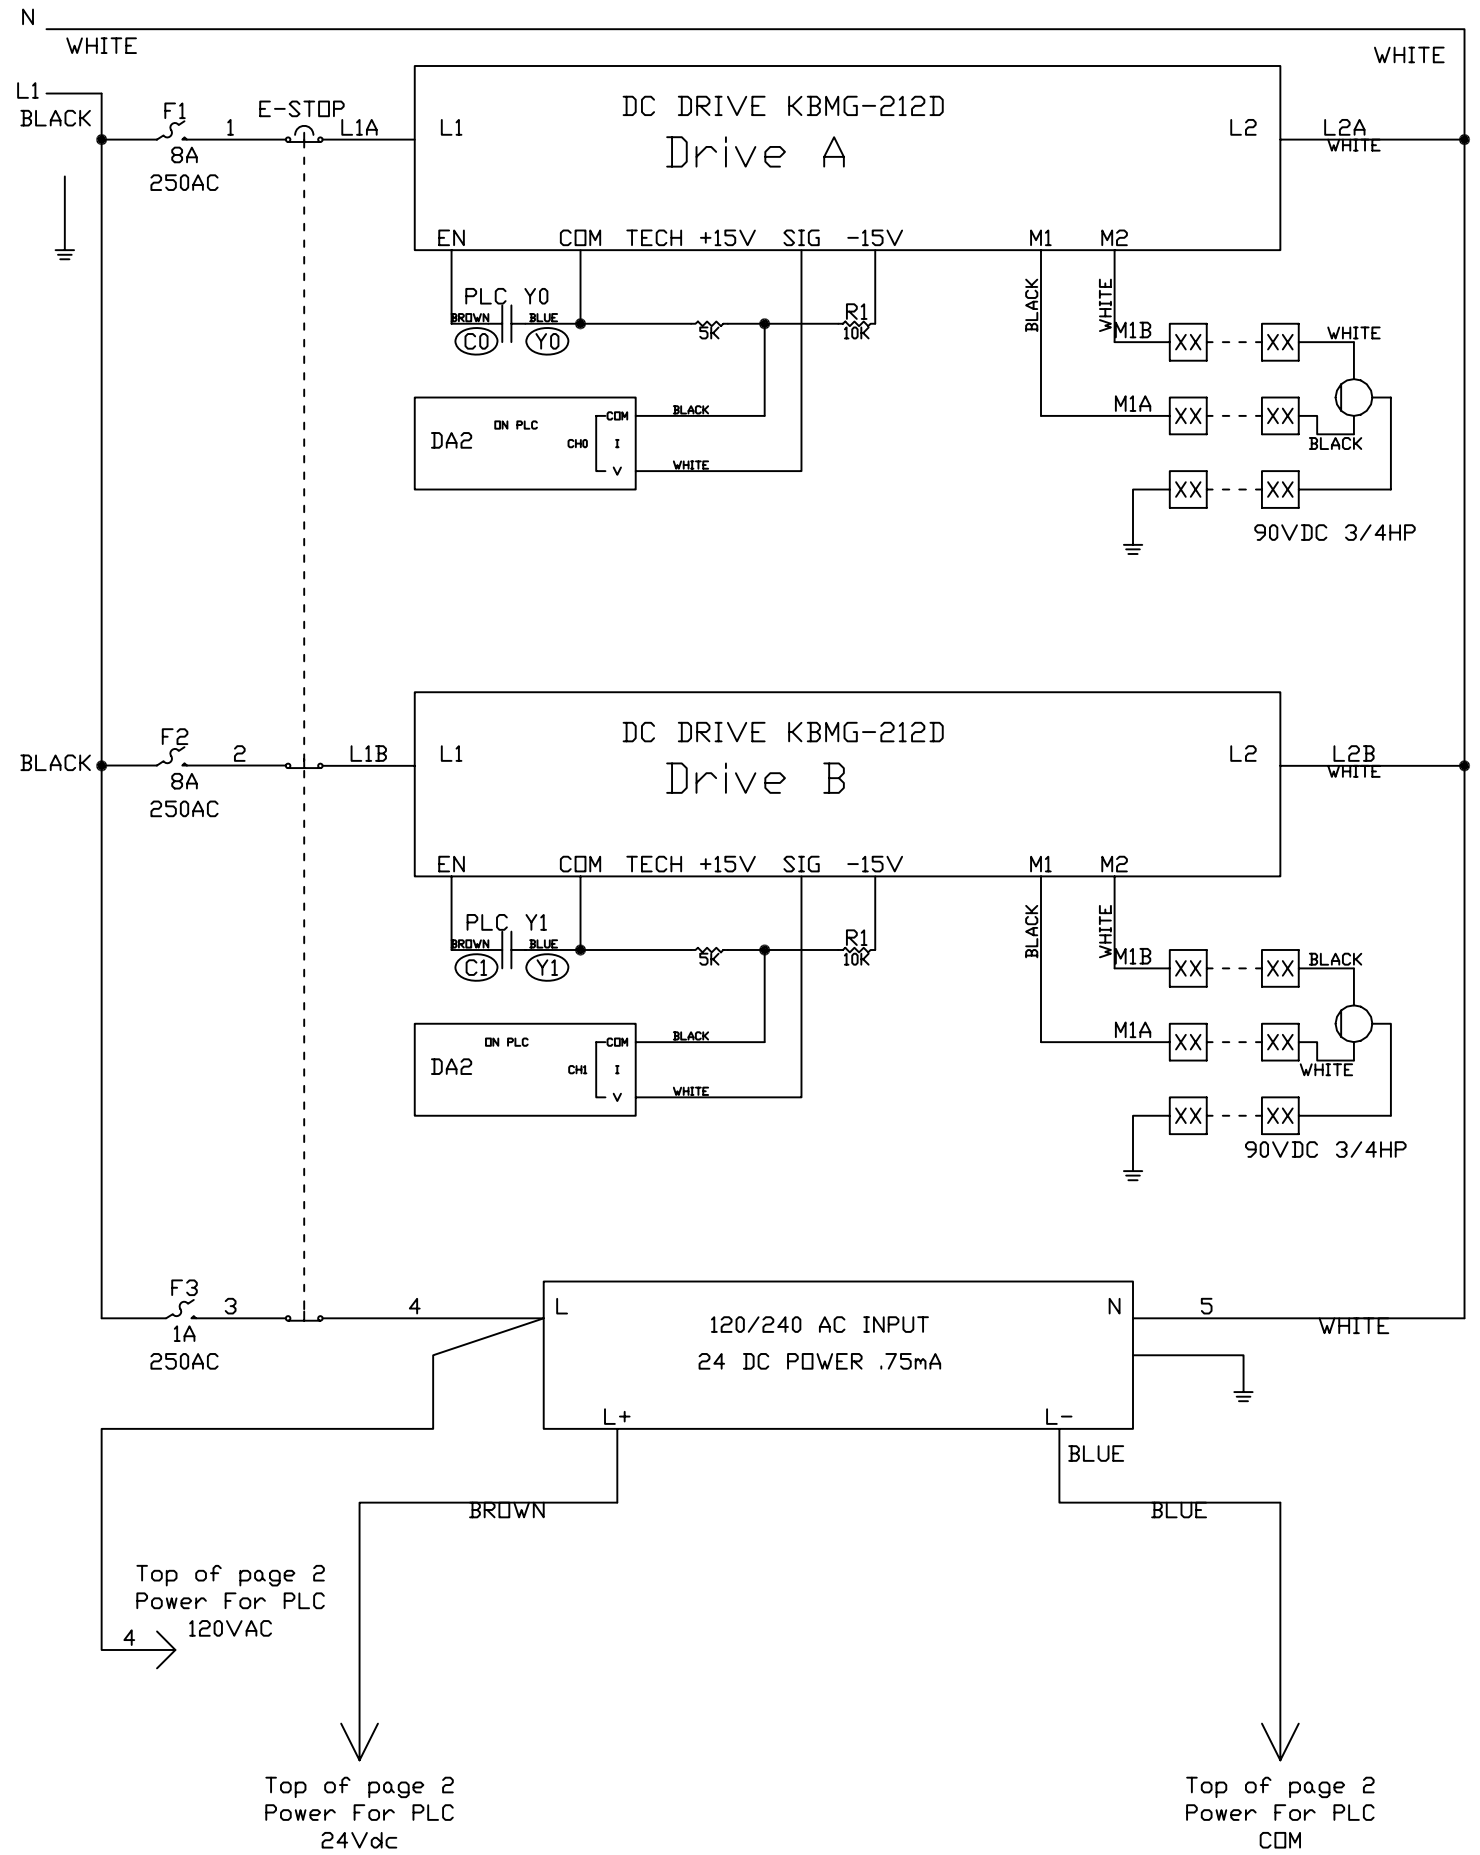 N
WHITE
WHITE
L1
BLACK
F1
1
E-STOP
L1A
8A
250AC
DC DRIVE KBMG-212D
Drive A
L1
L2
L2A
WHITE
EN
COM
TECH
+15V
SIG
-15V
M1
M2
PLC Y0
BROWN
BLUE
C0
Y0
5K
R1
10K
BLACK
WHITE
M1B
XX
XX
WHITE
M1A
XX
XX
BLACK
XX
XX
90VDC 3/4HP
DA2
ON PLC
CH0
COM
I
V
BLACK
WHITE
BLACK
F2
2
L1B
8A
250AC
DC DRIVE KBMG-212D
Drive B
L1
L2
L2B
WHITE
EN
COM
TECH
+15V
SIG
-15V
M1
M2
PLC Y1
BROWN
BLUE
C1
Y1
5K
R1
10K
BLACK
WHITE
M1B
XX
XX
BLACK
M1A
XX
XX
WHITE
XX
XX
90VDC 3/4HP
DA2
ON PLC
CH1
COM
I
V
BLACK
WHITE
F3
3
4
1A
250AC
L
N
120/240 AC INPUT
24 DC POWER .75mA
L+
L-
5
WHITE
BLUE
BROWN
BLUE
Top of page 2
Power For PLC
120VAC
4
Top of page 2
Power For PLC
24Vdc
Top of page 2
Power For PLC
COM